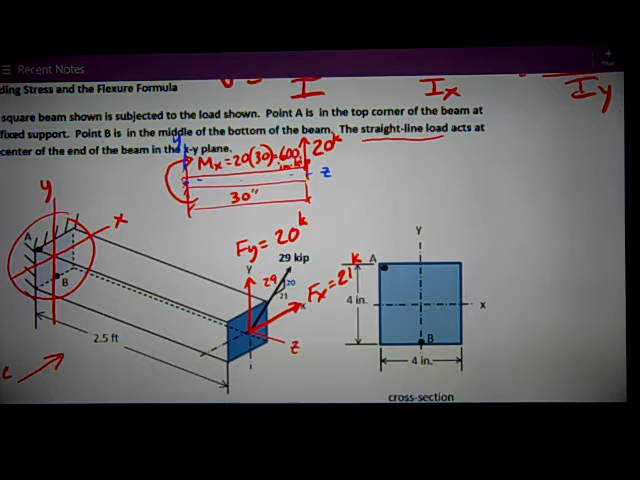 Recent Notes
ding Stress and the Flexure Formula
I
Ix
Iy
square beam shown is subjected to the load shown. Point A is in the top corner of the beam at
fixed support. Point B is in the middle of the bottom of the beam. The straight-line load acts at
center of the end of the beam in the x-y plane.
y
Mx = 20(30) = 600 in·k
20k
z
30"
y
x
A
B
2.5 ft
Fy = 20k
29 kip
y
29
20
21
x
Fx = 21k
z
y
A
4 in.
x
B
4 in.
cross-section